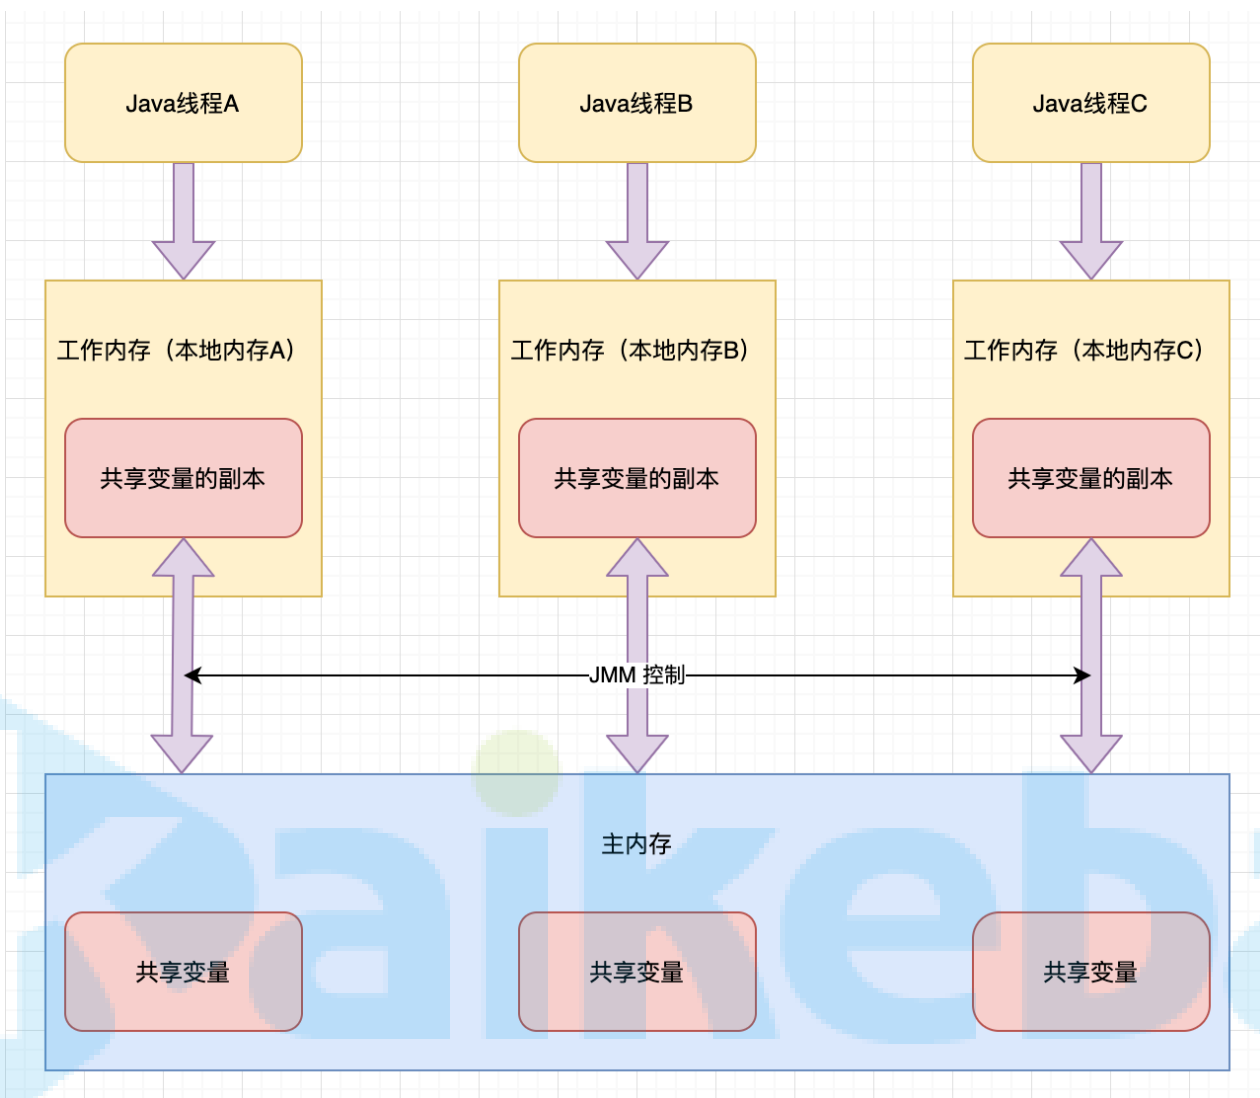 Java线程A
Java线程B
Java线程C
工作内存（本地内存A）
工作内存（本地内存B）
工作内存（本地内存C）
共享变量的副本
共享变量的副本
共享变量的副本
JMM 控制
主内存
共享变量
共享变量
共享变量
kaikeb